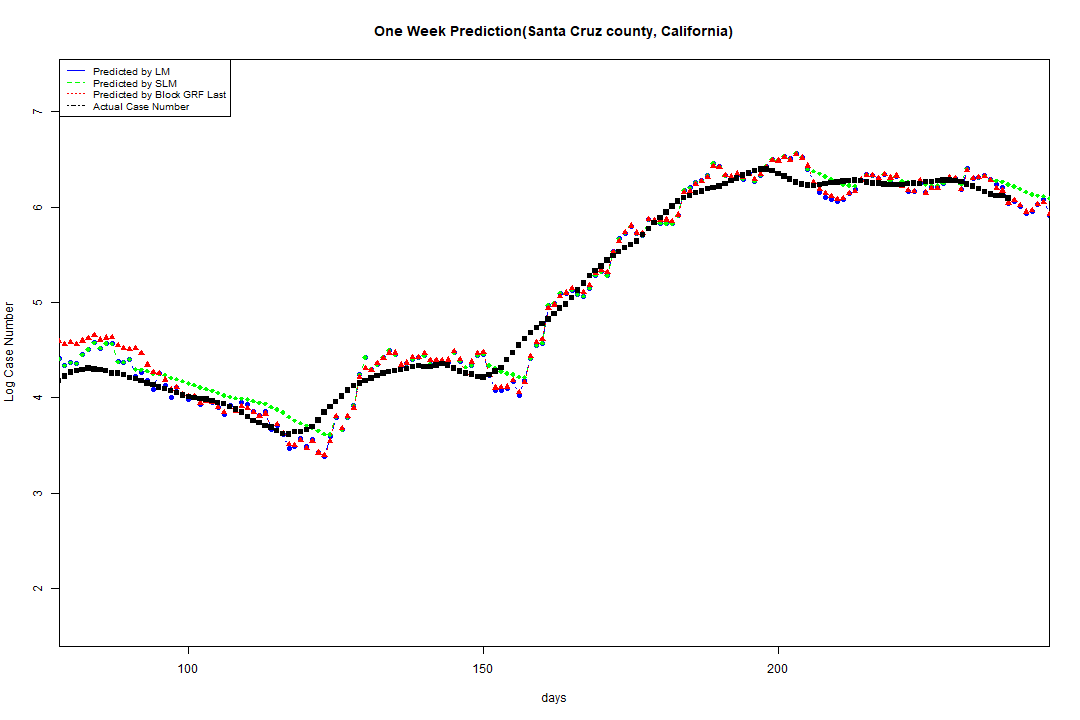 One Week Prediction(Santa Cruz county, California)
Predicted by LM
Predicted by SLM
Predicted by Block GRF Last
Actual Case Number
7
6
5
4
3
2
Log Case Number
100 150 200
days